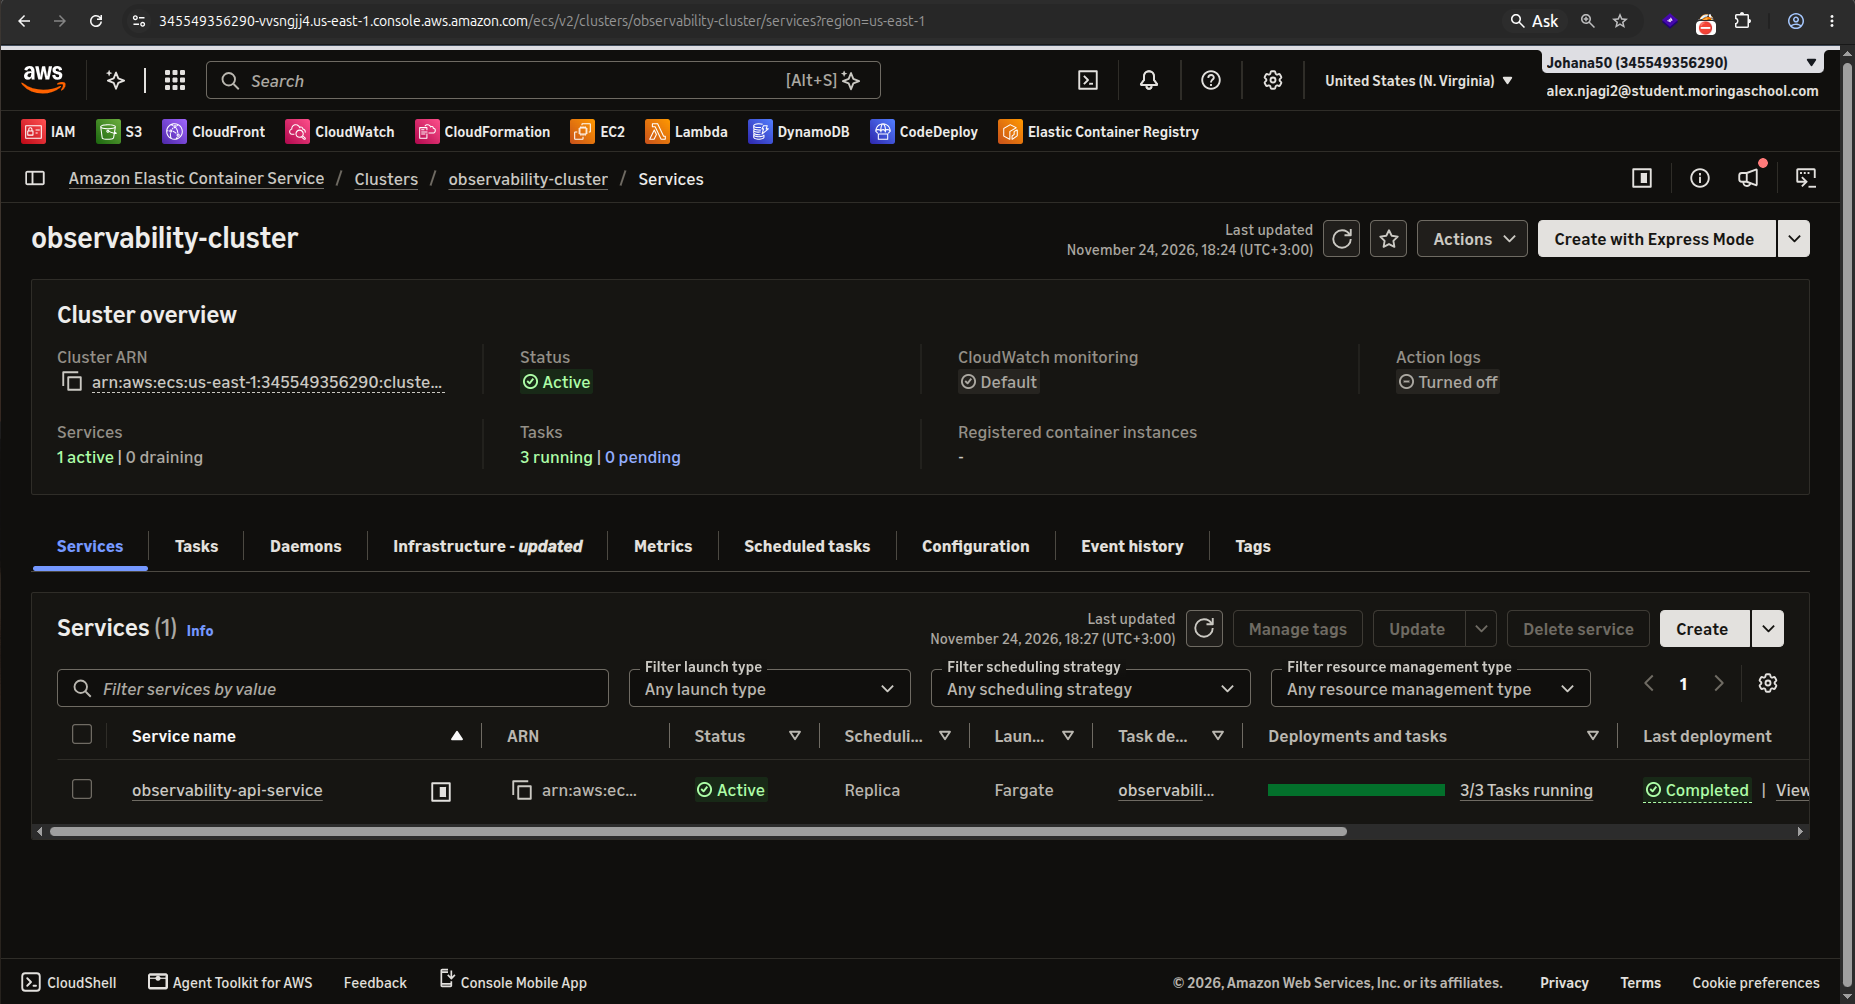 345549356290-vvsngjj4.us-east-1.console.aws.amazon.com/ecs/v2/clusters/observability-cluster/services?region=us-east-1
Ask
aws
Search
[Alt+S]
United States (N. Virginia)
Johana50 (345549356290)
alex.njagi2@student.moringaschool.com
IAM
S3
CloudFront
CloudWatch
CloudFormation
EC2
Lambda
DynamoDB
CodeDeploy
Elastic Container Registry
Amazon Elastic Container Service / Clusters / observability-cluster / Services
observability-cluster
Last updated
November 24, 2026, 18:24 (UTC+3:00)
Actions
Create with Express Mode
Cluster overview
Cluster ARN
arn:aws:ecs:us-east-1:345549356290:cluste...
Status
Active
CloudWatch monitoring
Default
Action logs
Turned off
Services
1 active | 0 draining
Tasks
3 running | 0 pending
Registered container instances
-
Services
Tasks
Daemons
Infrastructure - updated
Metrics
Scheduled tasks
Configuration
Event history
Tags
Services (1) Info
Last updated
November 24, 2026, 18:27 (UTC+3:00)
Manage tags
Update
Delete service
Create
Filter services by value
Filter launch type
Any launch type
Filter scheduling strategy
Any scheduling strategy
Filter resource management type
Any resource management type
1
Service name
ARN
Status
Scheduli...
Laun...
Task de...
Deployments and tasks
Last deployment
observability-api-service
arn:aws:ec...
Active
Replica
Fargate
observabili...
3/3 Tasks running
Completed | View
CloudShell
Agent Toolkit for AWS
Feedback
Console Mobile App
© 2026, Amazon Web Services, Inc. or its affiliates.
Privacy
Terms
Cookie preferences